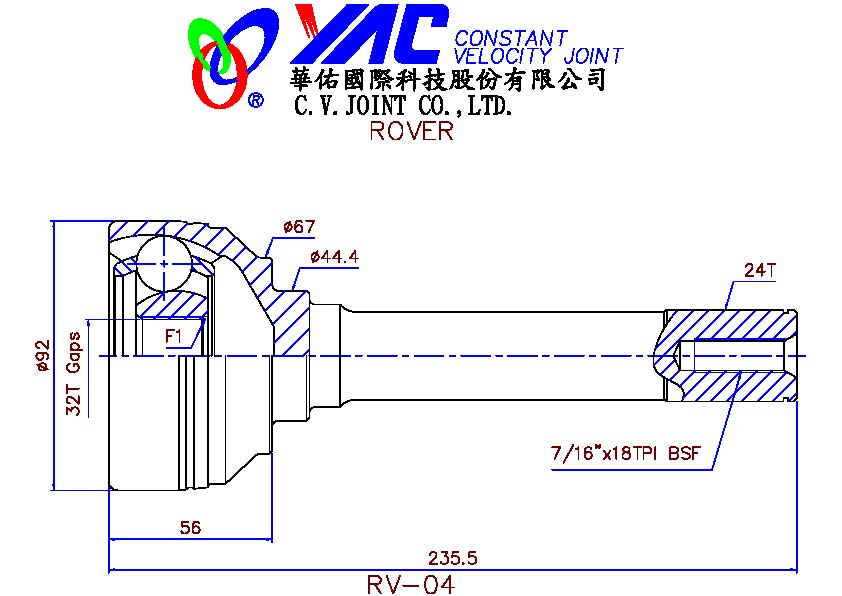 YAC CONSTANT
VELOCITY JOINT
®
華佑國際科技股份有限公司
C.V.JOINT CO.,LTD.
ROVER
ø67
ø44.4
24T
F1
ø92
32T Gaps
7/16"x18TPI BSF
56
235.5
RV-04